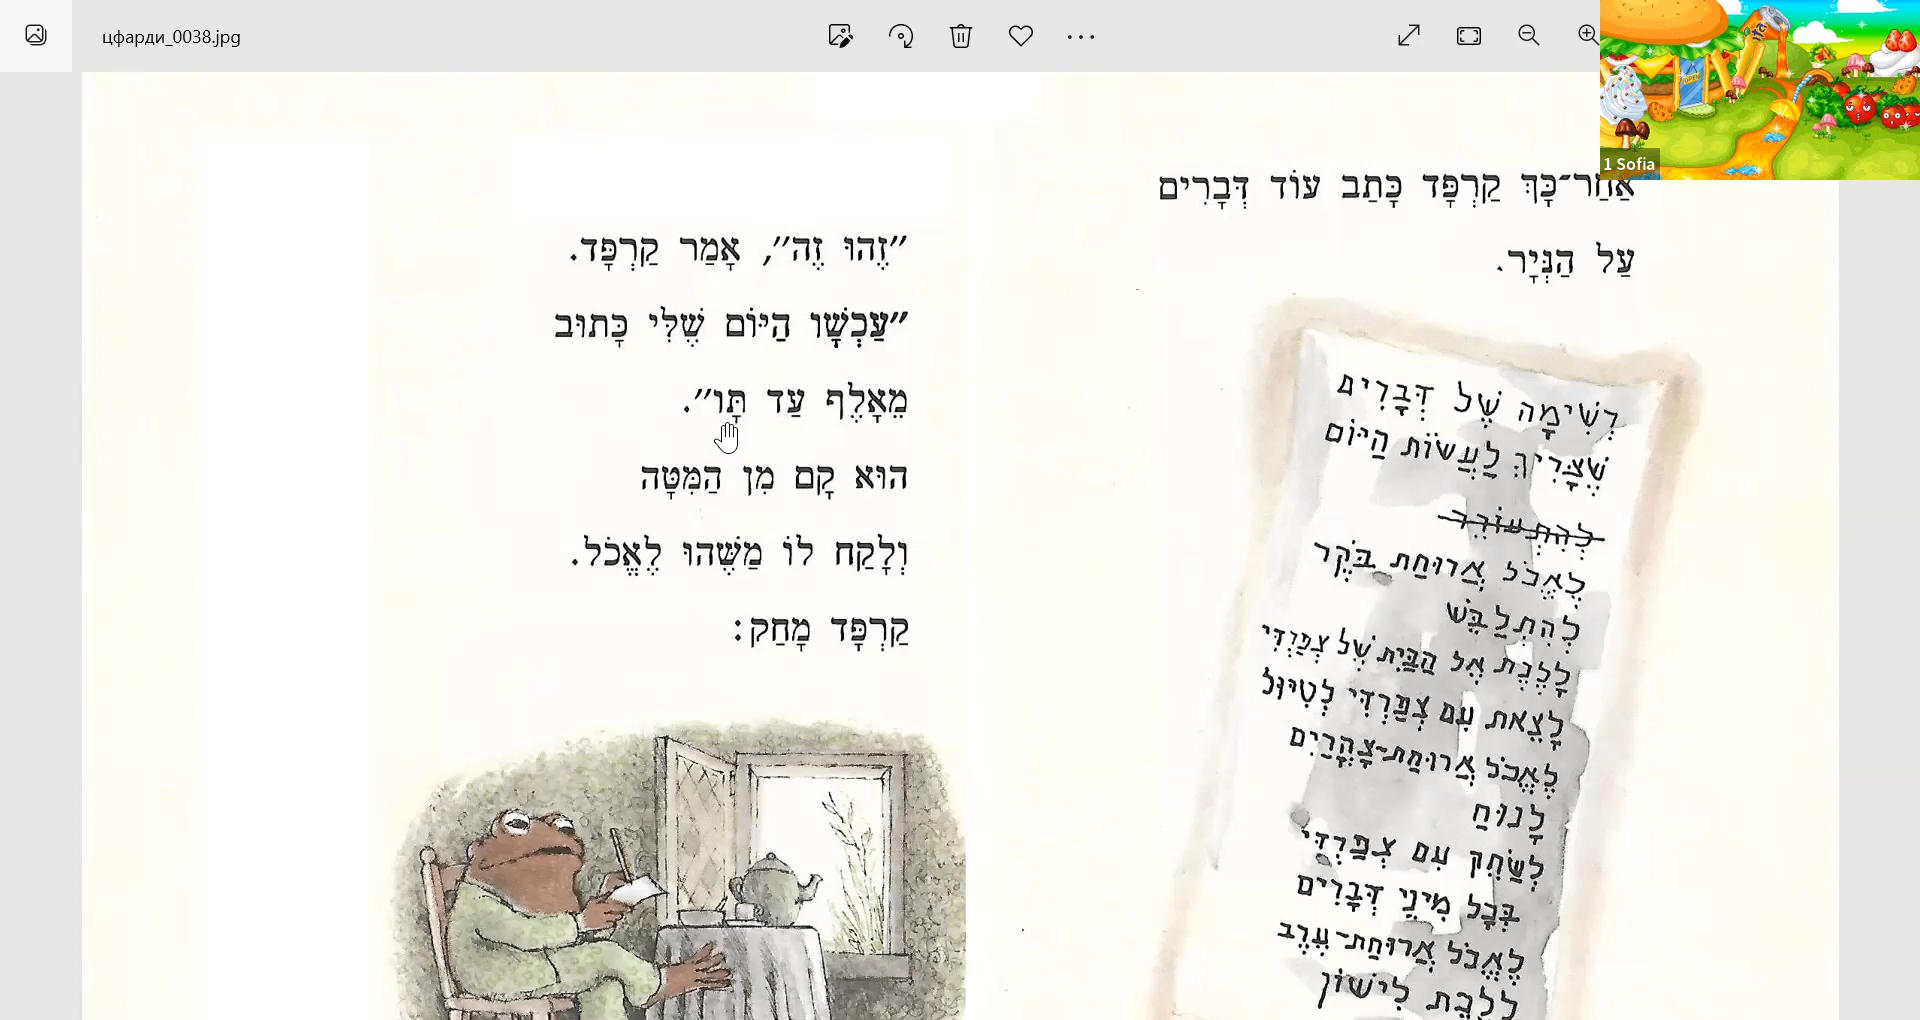 цфарди_0038.jpg
1 Sofia
OPEN
אַחַר־כָּךְ קַרְפָּד כָּתַב עוֹד דְּבָרִים
עַל הַנְּיָר.
רְשִׁימָה שֶׁל דְּבָרִים
שֶׁצָּרִיךְ לַעֲשׂוֹת הַיּוֹם
לְהִתְעוֹרֵר
לֶאֱכֹל אֲרוּחַת בֹּקֶר
לְהִתְלַבֵּשׁ
לָלֶכֶת אֶל הַבַּיִת שֶׁל צְפַרְדִּי
לָצֵאת עִם צְפַרְדִּי לְטִיּוּל
לֶאֱכֹל אֲרוּחַת־צָהֳרַיִם
לָנוּחַ
לְשַׂחֵק עִם צְפַרְדִּי
בְּכָל מִינֵי דְּבָרִים
לֶאֱכֹל אֲרוּחַת־עֶרֶב
לָלֶכֶת לִישׁוֹן
"זֶהוּ זֶה", אָמַר קַרְפָּד.
"עַכְשָׁו הַיּוֹם שֶׁלִּי כָּתוּב
מֵאָלֶף עַד תָּו".
הוּא קָם מִן הַמִּטָּה
וְלָקַח לוֹ מַשֶּׁהוּ לֶאֱכֹל.
קַרְפָּד מָחַק: